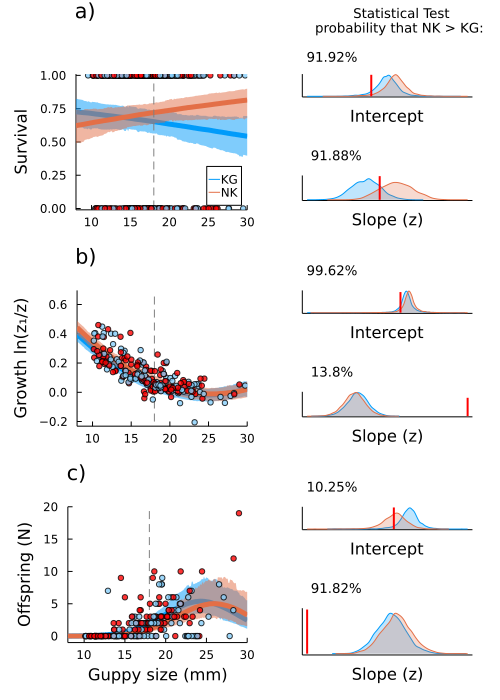 a)
Statistical Test
probability that NK > KG:
Survival
1.00
0.75
0.50
0.25
0.00
KG
NK
10 15 20 25 30
91.92%
Intercept
91.88%
Slope (z)
b)
Growth ln(z₁/z)
0.6
0.4
0.2
0.0
−0.2
10 15 20 25 30
99.62%
Intercept
13.8%
Slope (z)
c)
Offspring (N)
20
15
10
5
0
10 15 20 25 30
Guppy size (mm)
10.25%
Intercept
91.82%
Slope (z)